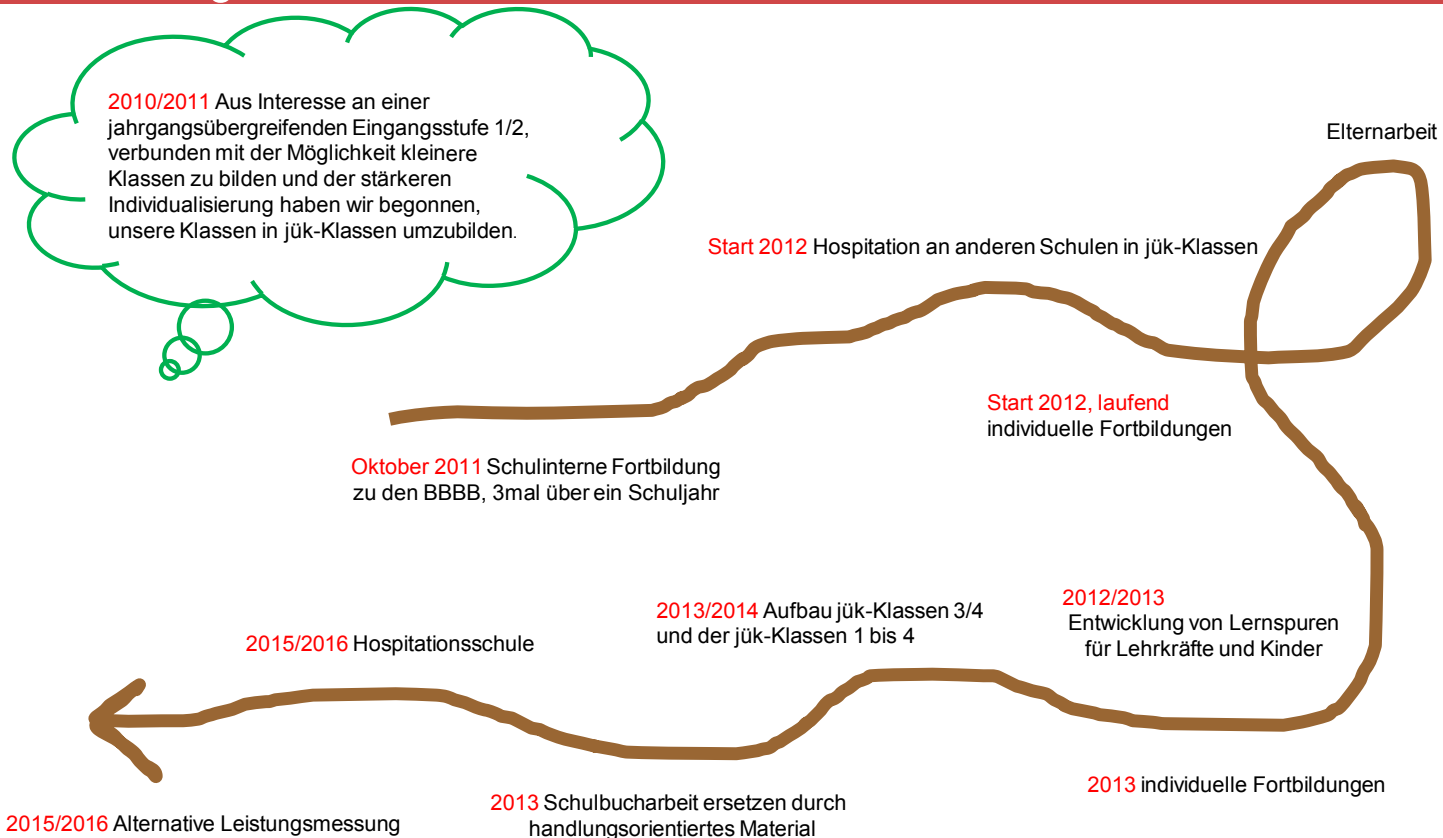 2010/2011 Aus Interesse an einer
jahrgangsübergreifenden Eingangsstufe 1/2,
verbunden mit der Möglichkeit kleinere
Klassen zu bilden und der stärkeren
Individualisierung haben wir begonnen,
unsere Klassen in jük-Klassen umzubilden.
Elternarbeit
Start 2012 Hospitation an anderen Schulen in jük-Klassen
Start 2012, laufend
individuelle Fortbildungen
Oktober 2011 Schulinterne Fortbildung
zu den BBBB, 3mal über ein Schuljahr
2012/2013
Entwicklung von Lernspuren
für Lehrkräfte und Kinder
2013/2014 Aufbau jük-Klassen 3/4
und der jük-Klassen 1 bis 4
2015/2016 Hospitationsschule
2013 individuelle Fortbildungen
2013 Schulbucharbeit ersetzen durch
handlungsorientiertes Material
2015/2016 Alternative Leistungsmessung